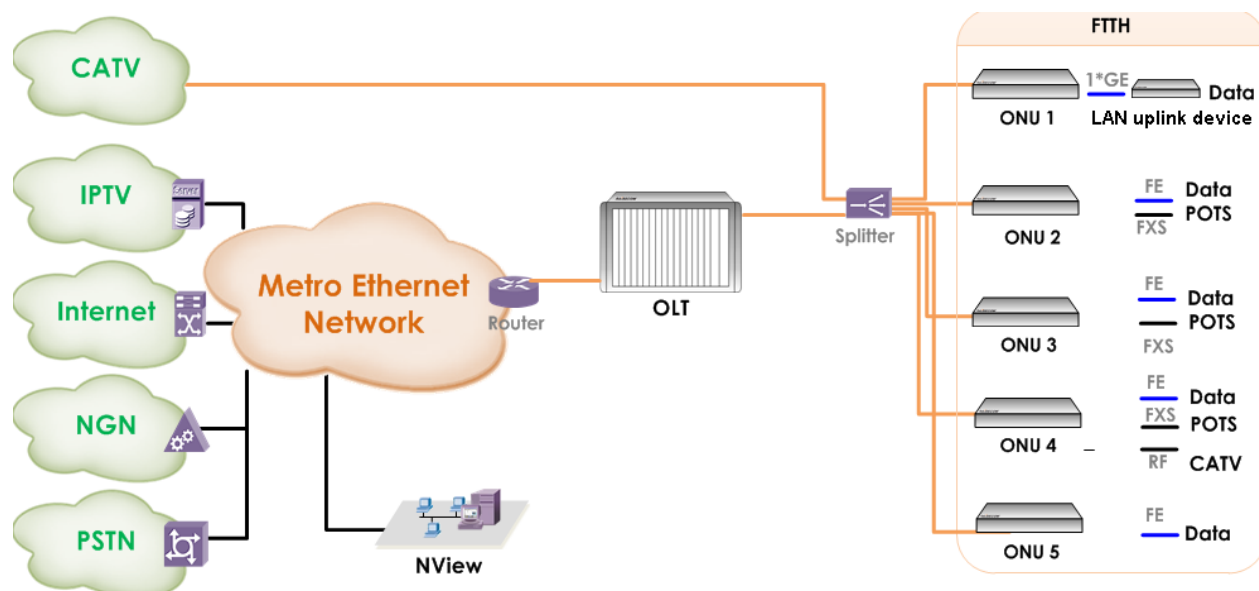 FTTH
CATV
1*GE
Data
ONU 1
LAN uplink device
IPTV
Server
FE
Data
POTS
FXS
ONU 2
Splitter
Metro Ethernet
Network
Internet
Router
OLT
FE
Data
POTS
FXS
ONU 3
NGN
FE
Data
FXS
POTS
ONU 4
_
RF
CATV
PSTN
NView
FE
Data
ONU 5